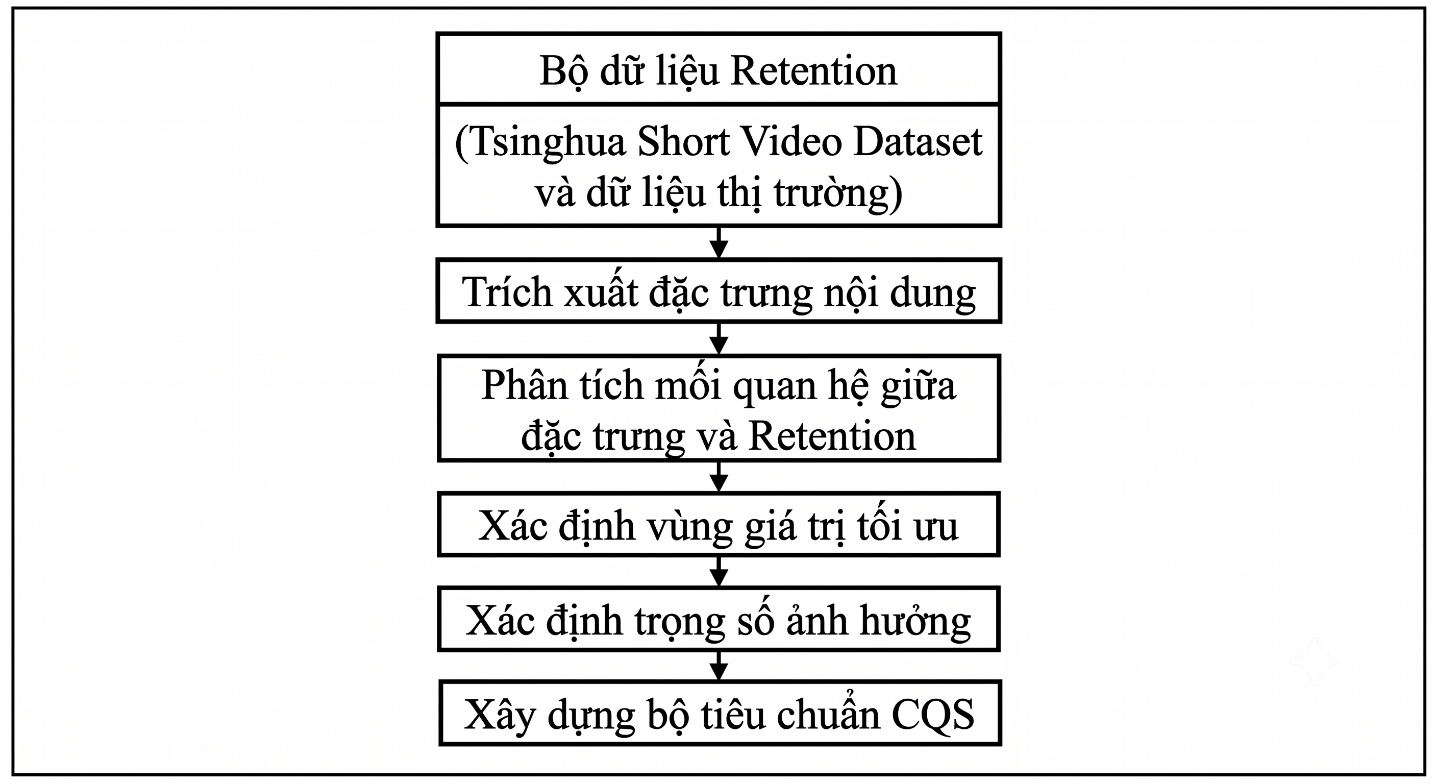 Bộ dữ liệu Retention
(Tsinghua Short Video Dataset
và dữ liệu thị trường)
Trích xuất đặc trưng nội dung
Phân tích mối quan hệ giữa
đặc trưng và Retention
Xác định vùng giá trị tối ưu
Xác định trọng số ảnh hưởng
Xây dựng bộ tiêu chuẩn CQS